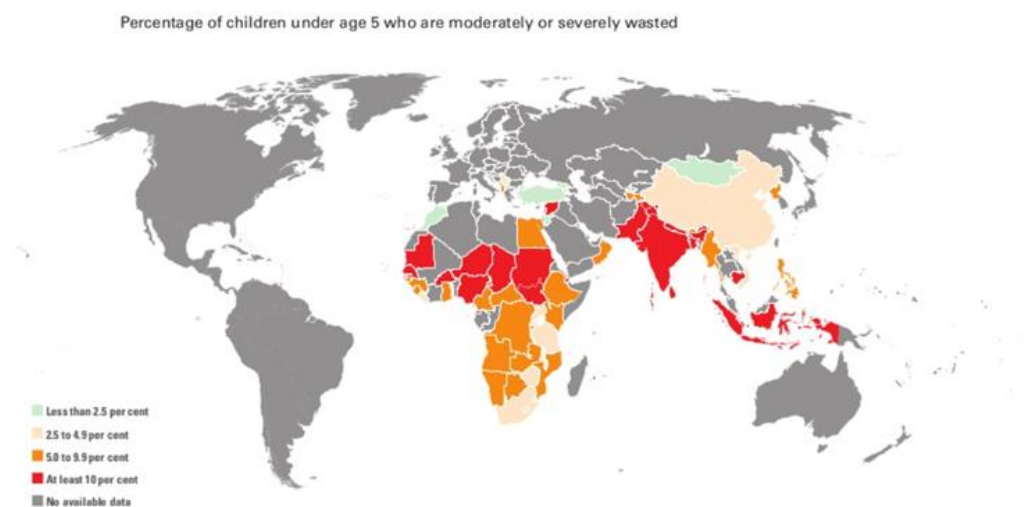 Percentage of children under age 5 who are moderately or severely wasted
Less than 2.5 per cent
2.5 to 4.9 per cent
5.0 to 9.9 per cent
At least 10 per cent
No available data